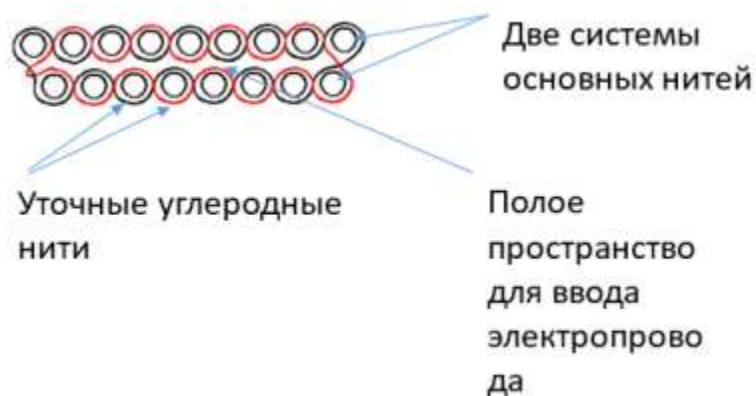 Две системы
основных нитей
Уточные углеродные
нити
Полое
пространство
для ввода
электропрово
да